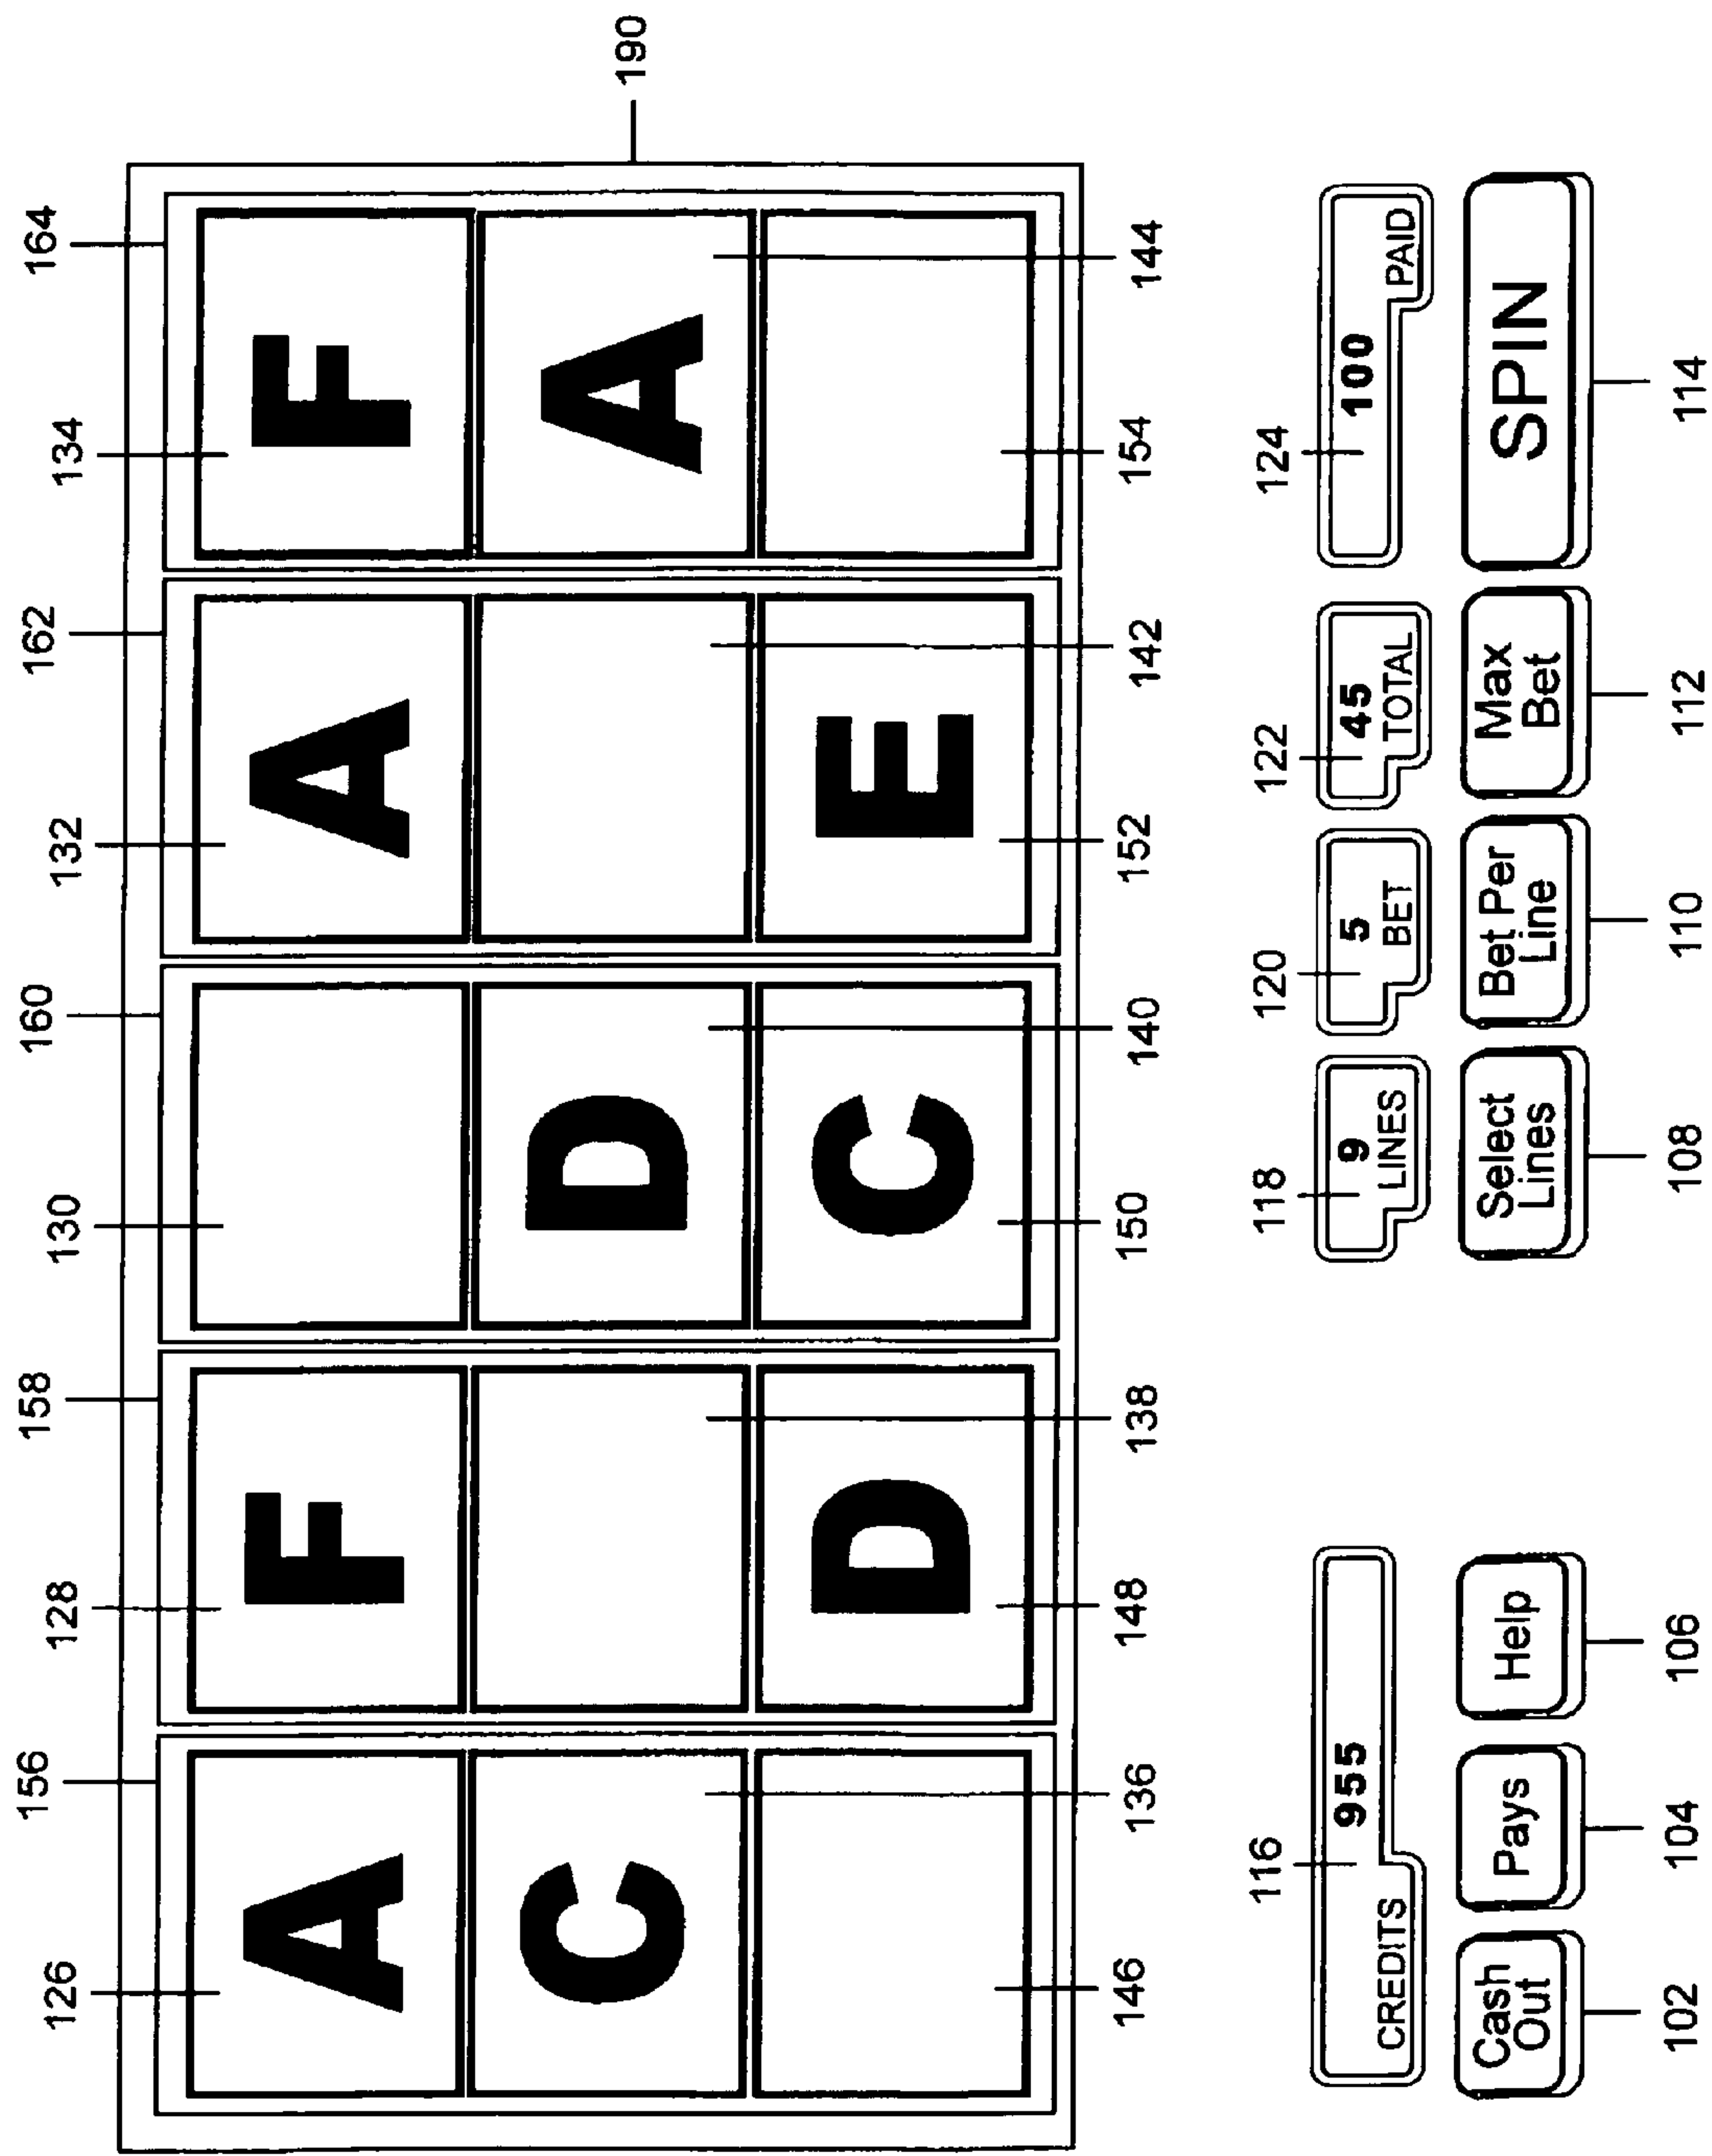 156 158 160 162 164
126 128 130 132 134
A F A F
190
C D A
D C E
136 138 140 142 144
146 148 150 152 154
116 118 120 122 124
955 9 5 45 100
CREDITS LINES BET TOTAL PAID
Cash Out Pays Help Select Lines Bet Per Line Max Bet SPIN
102 104 106 108 110 112 114